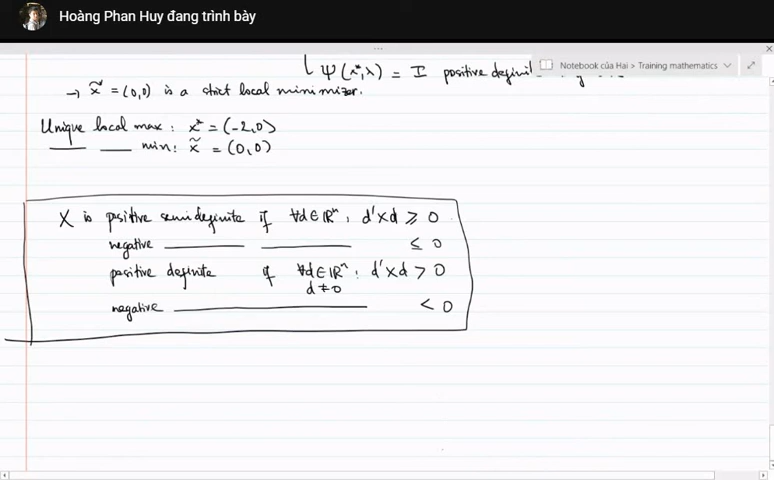 Hoàng Phan Huy đang trình bày
Ψ(x*, λ) = I positive
Notebook của Hai > Training mathematics
→ x̃ = (0,0) is a strict local minimizer.
Unique local max: x* = (-2,0)
—— —— min: x̃ = (0,0)
X is positive semidefinite if ∀d∈ℝⁿ: d'Xd ≥ 0
negative —— —— ≤ 0
positive definite if ∀d∈ℝⁿ: d'Xd > 0
d ≠ 0
negative —— < 0